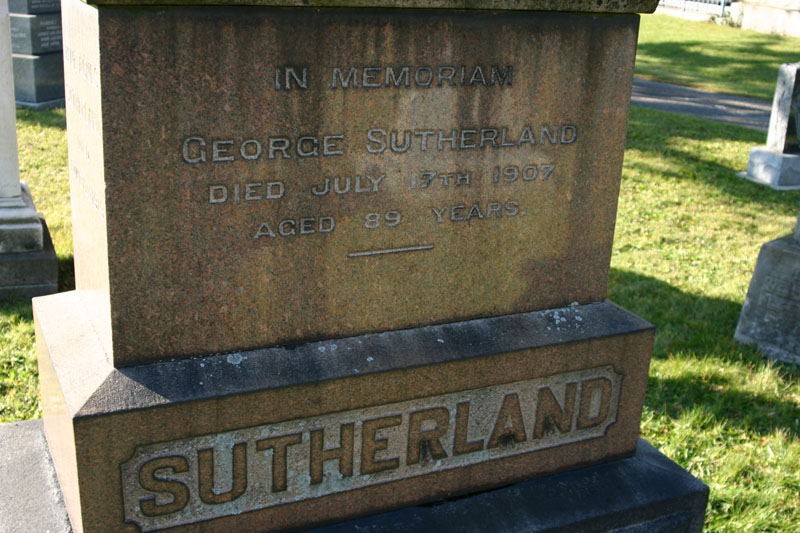 IN MEMORIAM
GEORGE SUTHERLAND
DIED JULY 17TH 1907
AGED 89 YEARS.
SUTHERLAND